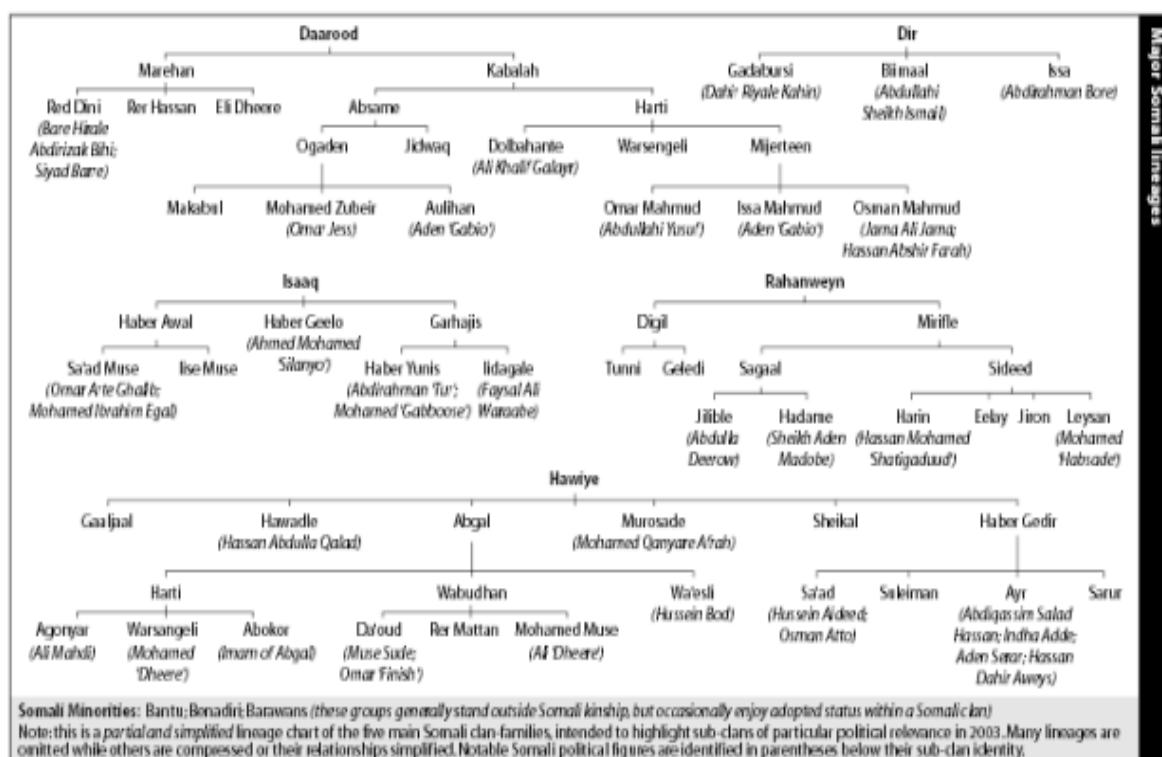 Major Somali lineages
Daarood
Dir
Marehan
Kabalah
Gadabursi
(Dahir Riyale Kahin)
Biimaal
(Abdullahi
Sheikh Ismail)
Issa
(Abdirahman Bore)
Red Dini
(Bare Hirale
Abdirizak Bihi;
Siyad Barre)
Rer Hassan
Eli Dheere
Absame
Harti
Ogaden
Jidwaq
Dolbahante
(Ali Khalif Galayr)
Warsengeli
Mijerteen
Makabul
Mohamed Zubeir
(Omar Jess)
Aulihan
(Aden 'Gabio')
Omar Mahmud
(Abdullahi Yusuf)
Issa Mahmud
(Aden 'Gabio')
Osman Mahmud
(Jama Ali Jama;
Hassan Abshir Farah)
Isaaq
Rahanweyn
Haber Awal
Haber Geelo
(Ahmed Mohamed
Silanyo')
Garhajis
Digil
Mirifle
Sa'ad Muse
(Omar Arte Ghalib;
Mohamed Ibrahim Egal)
Iise Muse
Haber Yunis
(Abdirahman 'Tur';
Mohamed 'Gabboose')
Iidagale
(Faysal Ali
Waraabe)
Tunni
Geledi
Sagaal
Sideed
Jilible
(Abdulla
Deerow)
Hadame
(Sheikh Aden
Madobe)
Harin
(Hassan Mohamed
'Shatigaduud')
Eelay
Jiron
Leysan
(Mohamed
'Habsade')
Hawiye
Gaaljaal
Hawadle
(Hassan Abdulla Qalad)
Abgal
Murosade
(Mohamed Qanyare Afrah)
Sheikal
Haber Gedir
Harti
Wabudhan
Wa'esli
(Hussein Bod)
Sa'ad
(Hussein Aideed;
Osman Atto)
Suleiman
Ayr
(Abdiqassim Salad
Hassan; Indha Adde;
Aden Serar; Hassan
Dahir Aweys)
Sarur
Agonyar
(Ali Mahdi)
Warsangeli
(Mohamed
'Dheere')
Abokor
(Imam of Abgal)
Da'oud
(Muse Sude;
Omar 'Finish')
Rer Mattan
Mohamed Muse
(Ali 'Dheere')
Somali Minorities: Bantu; Benadiri; Barawans (these groups generally stand outside Somali kinship, but occasionally enjoy adopted status within a Somali clan)
Note: this is a partial and simplified lineage chart of the five main Somali clan-families, intended to highlight sub-clans of particular political relevance in 2003. Many lineages are
omitted while others are compressed or their relationships simplified. Notable Somali political figures are identified in parentheses below their sub-clan identity.